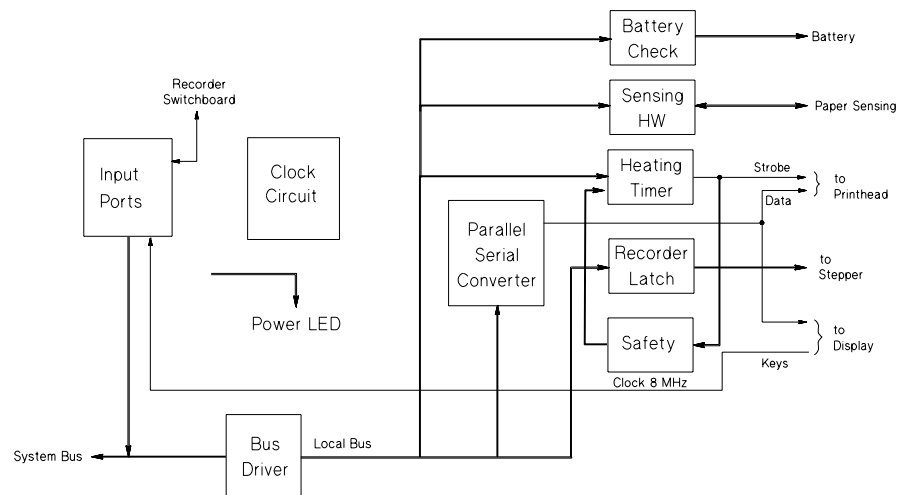 Battery
Check
Battery
Recorder
Switchboard
Sensing
HW
Paper Sensing
Input
Ports
Clock
Circuit
Heating
Timer
Strobe
Data
to
Printhead
Parallel
Serial
Converter
Recorder
Latch
to
Stepper
Power LED
Safety
to
Display
Keys
Clock 8 MHz
System Bus
Bus
Driver
Local Bus